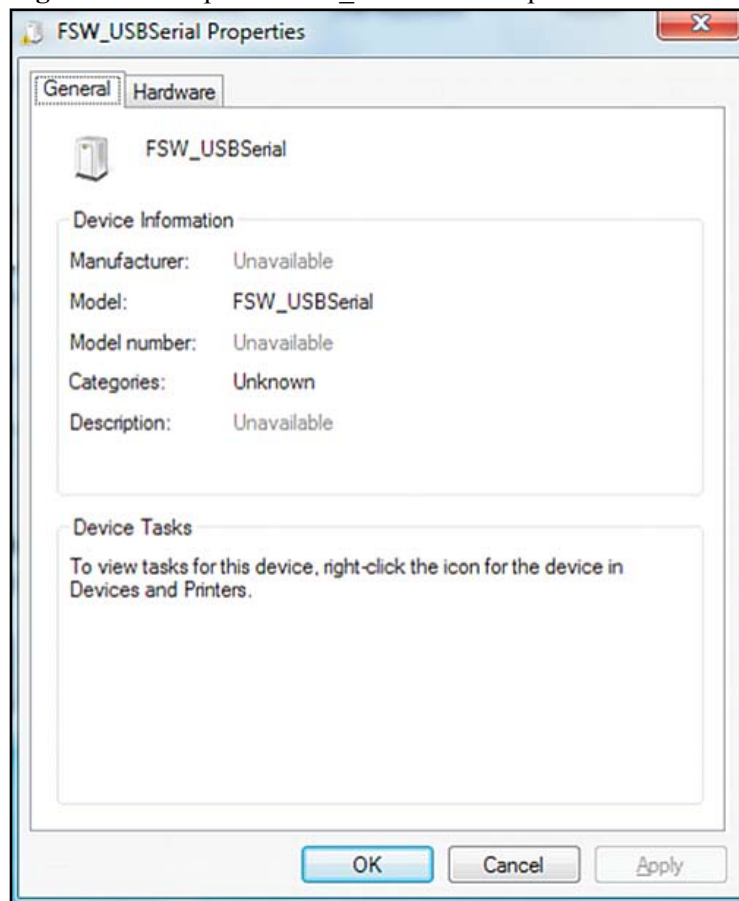 FSW_USBSerial Properties
General Hardware
FSW_USBSerial
Device Information
Manufacturer: Unavailable
Model: FSW_USBSerial
Model number: Unavailable
Categories: Unknown
Description: Unavailable
Device Tasks
To view tasks for this device, right-click the icon for the device in
Devices and Printers.
OK Cancel Apply